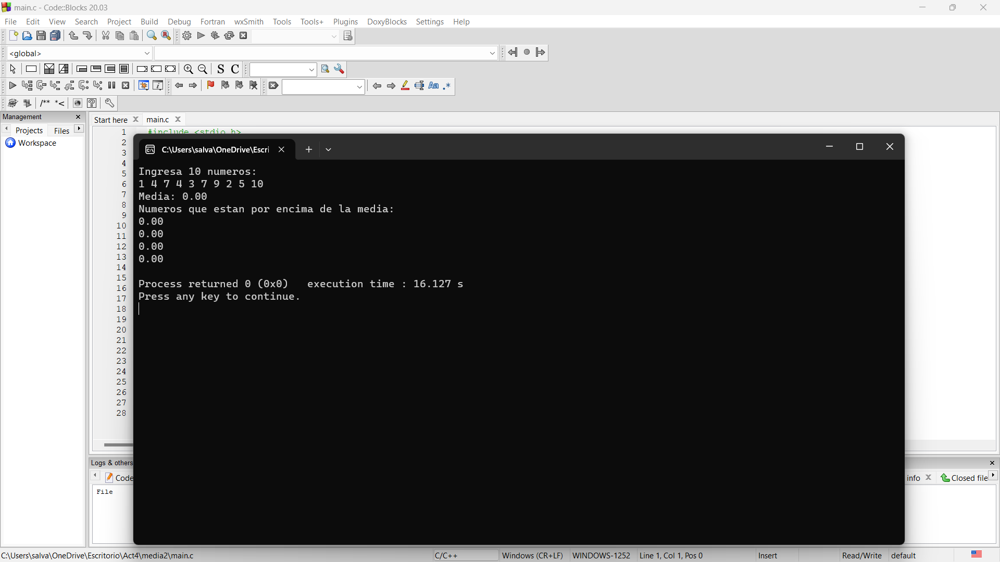 main.c - Code::Blocks 20.03
File Edit View Search Project Build Debug Fortran wxSmith Tools Tools+ Plugins DoxyBlocks Settings Help
<global>
S C
Aa .*
/** *<
Management
Projects Files
Workspace
Start here main.c
1 #include <stdio.h>
2
3
4
5
6
7
8
9
10
11
12
13
14
15
16
17
18
19
20
21
22
23
24
25
26
27
28
C:\Users\salva\OneDrive\Escri
Ingresa 10 numeros:
1 4 7 4 3 7 9 2 5 10
Media: 0.00
Numeros que estan por encima de la media:
0.00
0.00
0.00
0.00
Process returned 0 (0x0)   execution time : 16.127 s
Press any key to continue.
Logs & others
Code info Closed file
File
C:\Users\salva\OneDrive\Escritorio\Act4\media2\main.c C/C++ Windows (CR+LF) WINDOWS-1252 Line 1, Col 1, Pos 0 Insert Read/Write default